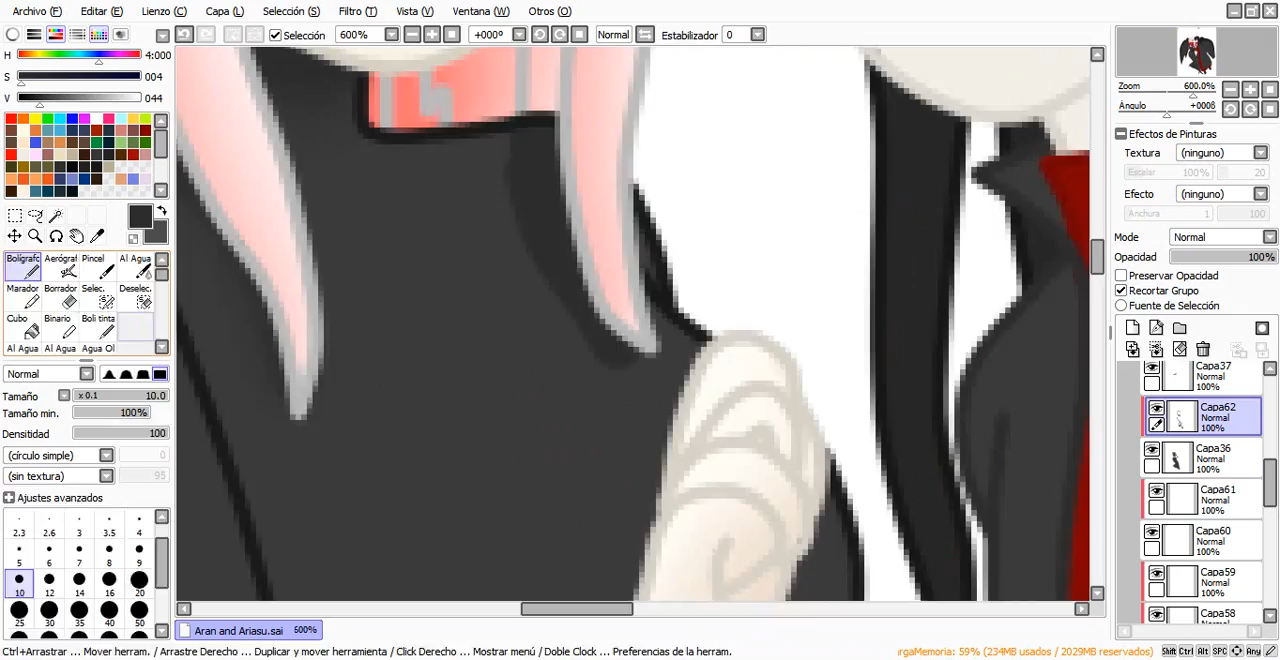 Archivo (F) Editar (E) Lienzo (C) Capa (L) Selección (S) Filtro (T) Vista (V) Ventana (W) Otros (O)
Selección 600% +000° Normal Estabilizador 0
H 4:000
S 004
V 044
Bolígrafo Aerógraf Pincel Al Agua
Marador Borrador Selec. Deselec.
Cubo Binario Boli tinta
Al Agua Al Agua Agua Ol
Normal
Tamaño x 0.1 10.0
Tamaño min. 100%
Densidad 100
(círculo simple) 0
(sin textura) 95
Ajustes avanzados
2.3 2.6 3 3.5 4
5 6 7 8 9
10 12 14 16 20
25 30 35 40 50
Zoom 600.0%
Ángulo +000ß
Efectos de Pinturas
Textura (ninguno)
Escalar 100% 20
Efecto (ninguno)
Anchura 1 100
Mode Normal
Opacidad 100%
Preservar Opacidad
Recortar Grupo
Fuente de Selección
Capa37
Normal
100%
Capa62
Normal
100%
Capa36
Normal
100%
Capa61
Normal
100%
Capa60
Normal
100%
Capa59
Normal
100%
Capa58
Normal
Aran and Ariasu.sai 600%
Ctrl+Arrastrar ... Mover herram. / Arrastre Derecho ... Duplicar y mover herramienta / Click Derecho ... Mostrar menú / Doble Clock ... Preferencias de la herram.
rgaMemoria: 59% (234MB usados / 2029MB reservados)
Shift Ctrl Alt SPC Any